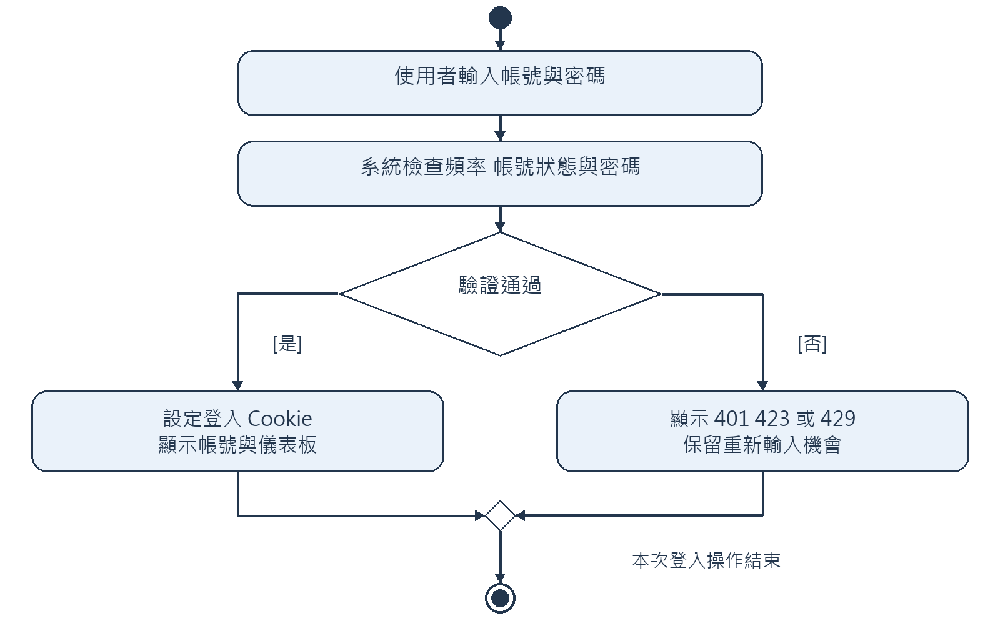 使用者輸入帳號與密碼
系統檢查頻率 帳號狀態與密碼
驗證通過
[是]
[否]
設定登入 Cookie
顯示帳號與儀表板
顯示 401 423 或 429
保留重新輸入機會
本次登入操作結束